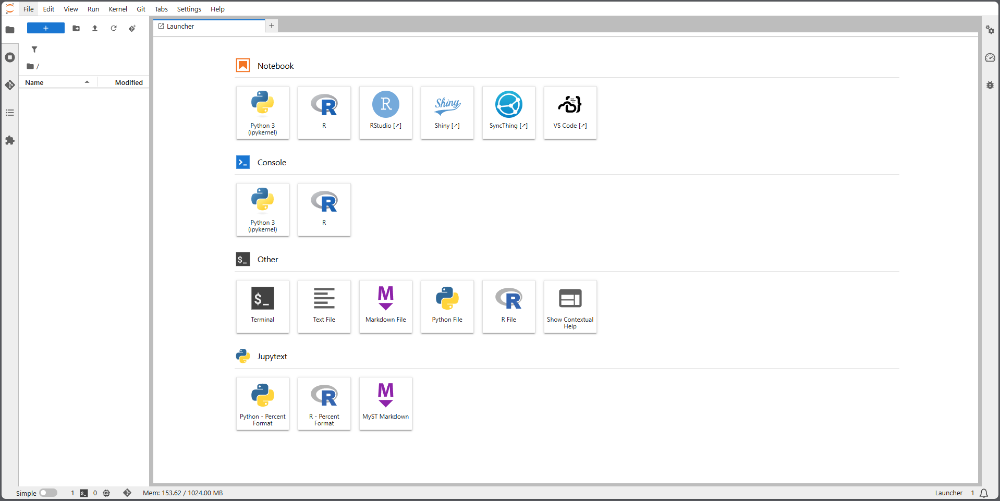 File Edit View Run Kernel Git Tabs Settings Help
+
Launcher
+
/
Name Modified
Notebook
Python 3
(ipykernel)
R
RStudio [↗]
Shiny
Shiny [↗]
SyncThing [↗]
VS Code [↗]
Console
Python 3
(ipykernel)
R
$_ Other
$_
Terminal
Text File
M
Markdown File
Python File
R
R File
Show Contextual
Help
Jupytext
Python - Percent
Format
R
R - Percent
Format
M
MyST Markdown
Simple 1 $_ 0 Mem: 153.62 / 1024.00 MB Launcher 1